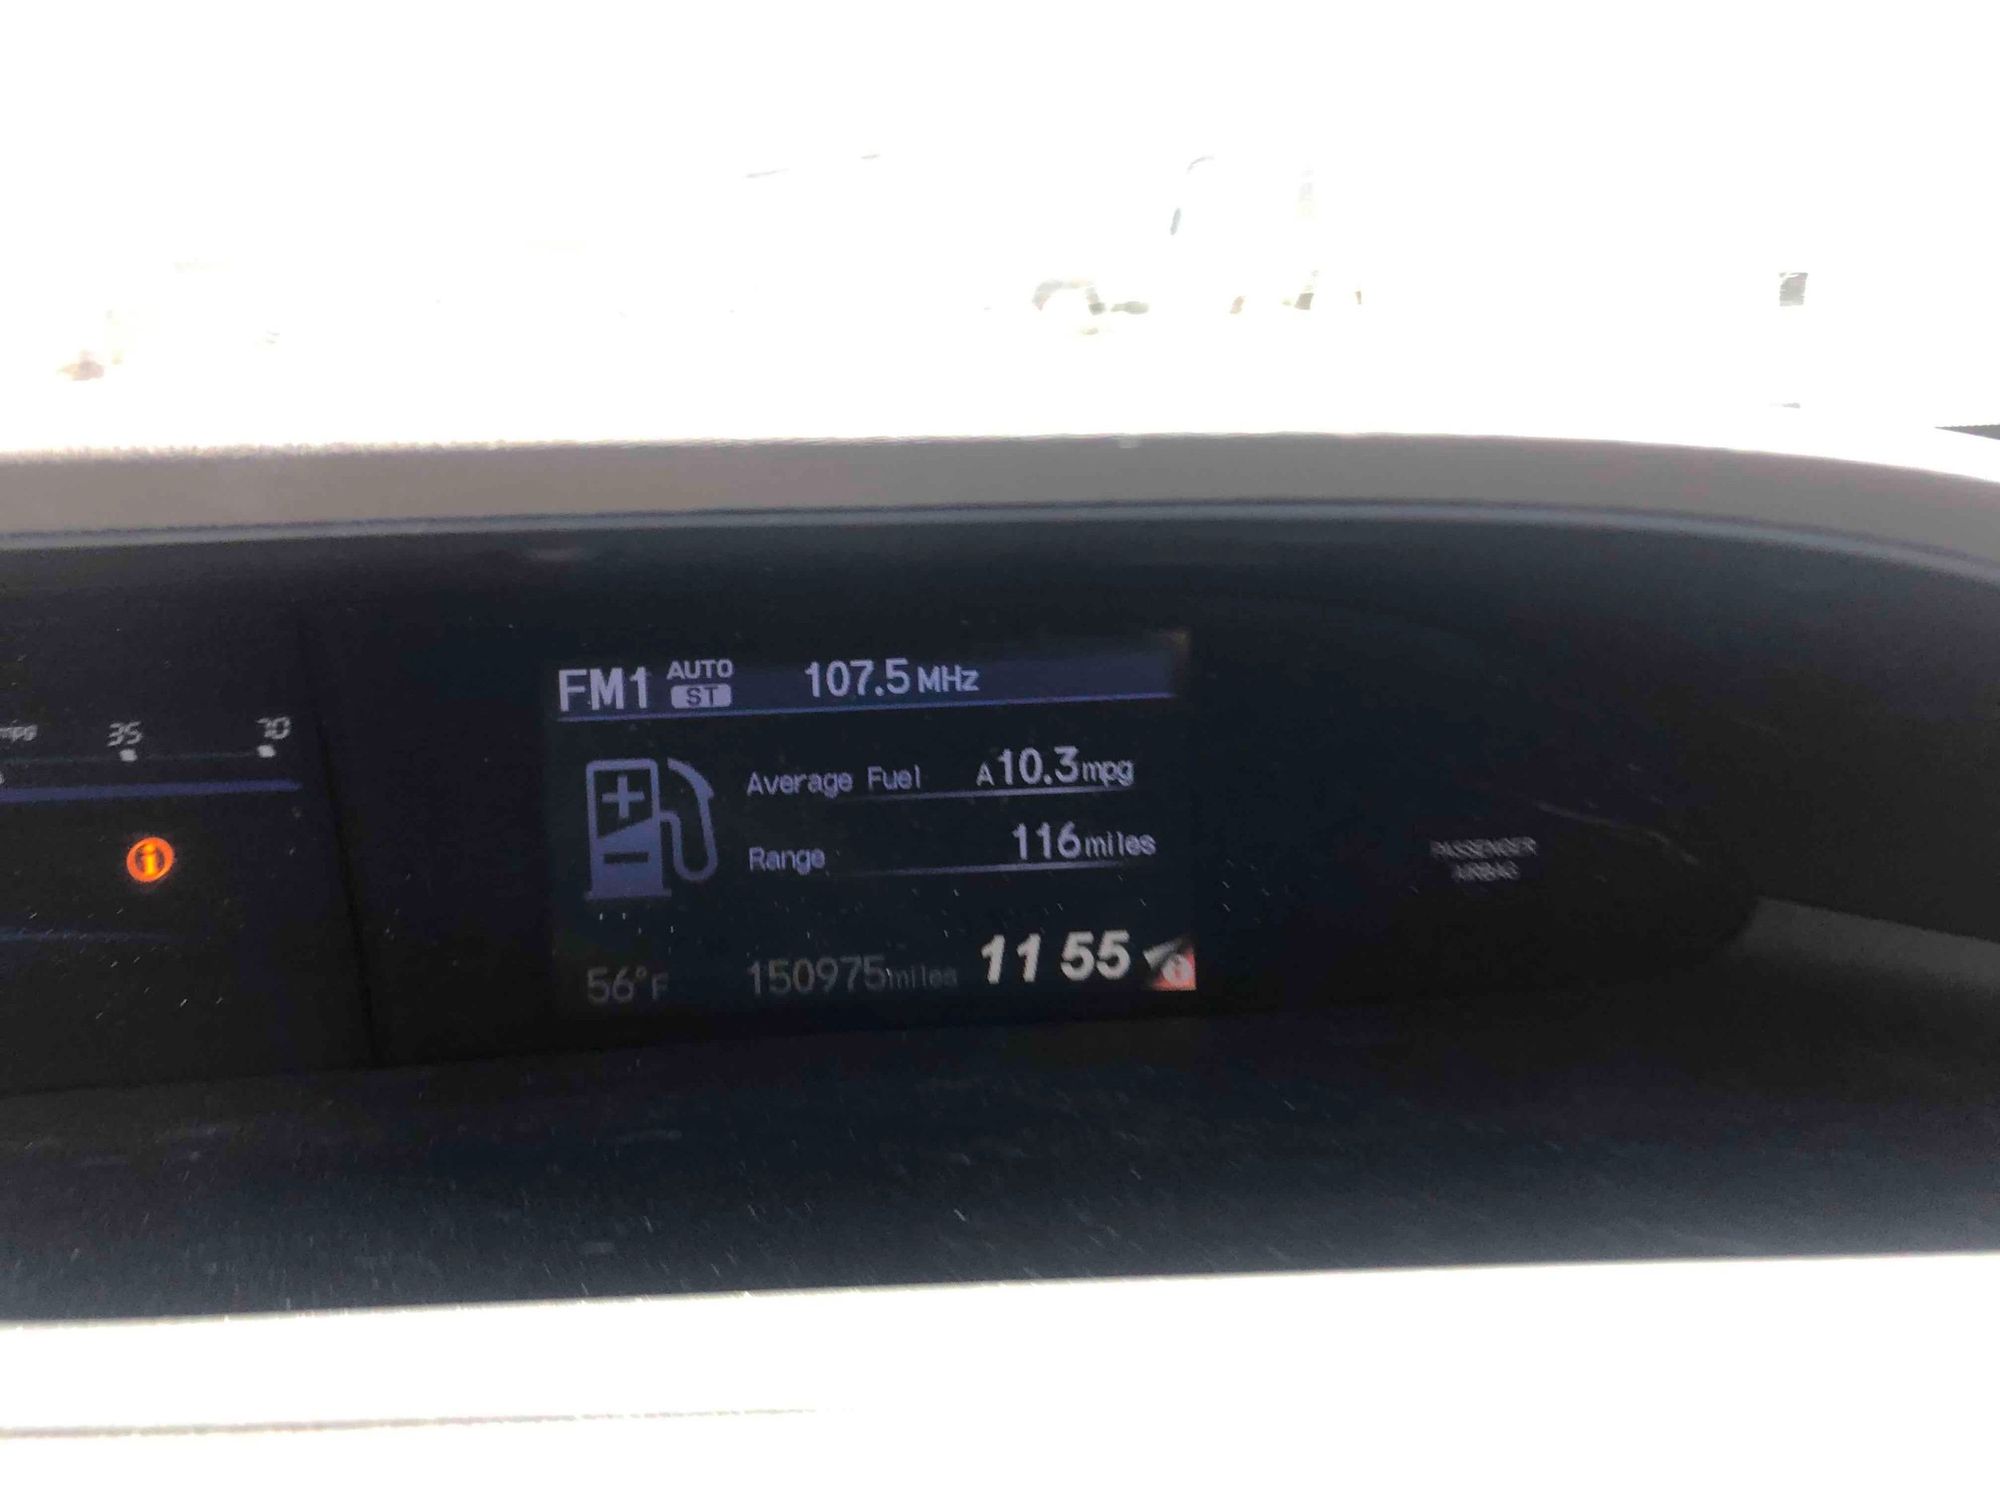 FM1 AUTO ST 107.5 MHz
mpg 35 70
Average Fuel A 10.3 mpg
Range 116 miles
PASSENGER
AIRBAG
56°F 150975 miles 11 55